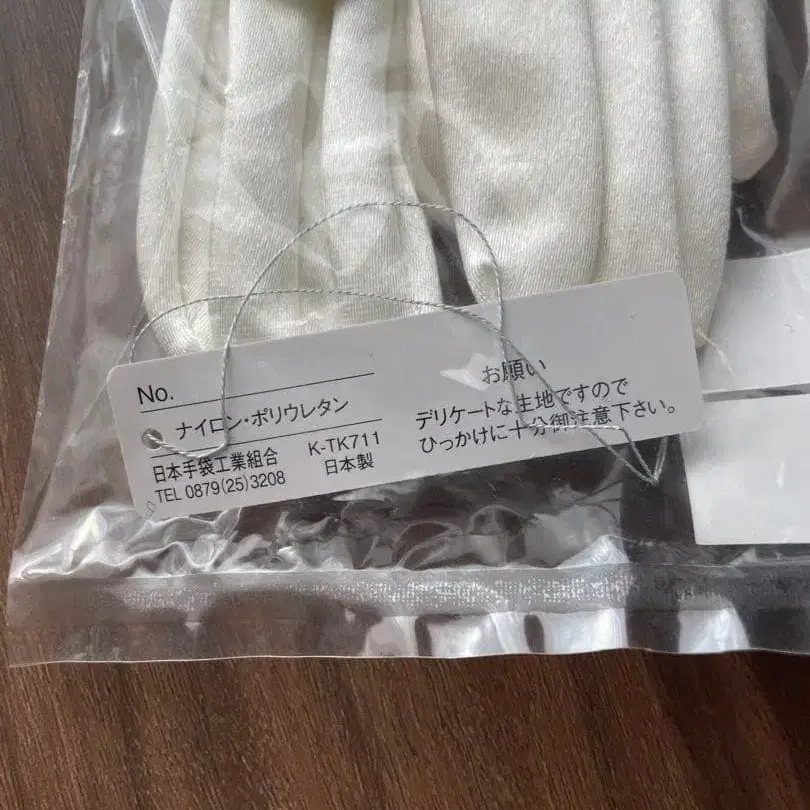 No.
ナイロン・ポリウレタン
日本手袋工業組合
TEL 0879(25)3208
K-TK711
日本製
お願い
デリケートな生地ですので
ひっかけに十分御注意下さい。